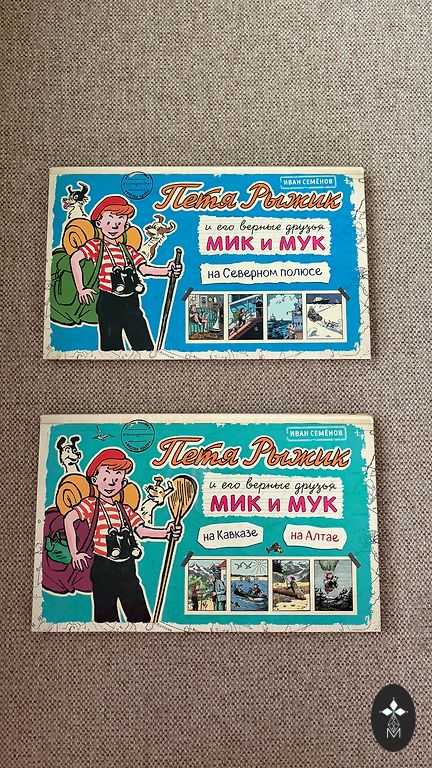 ИВАН СЕМЁНОВ
Петя Рыжик
и его верные друзья
МИК и МУК
на Северном полюсе
ИВАН СЕМЁНОВ
Петя Рыжик
и его верные друзья
МИК и МУК
на Кавказе
на Алтае